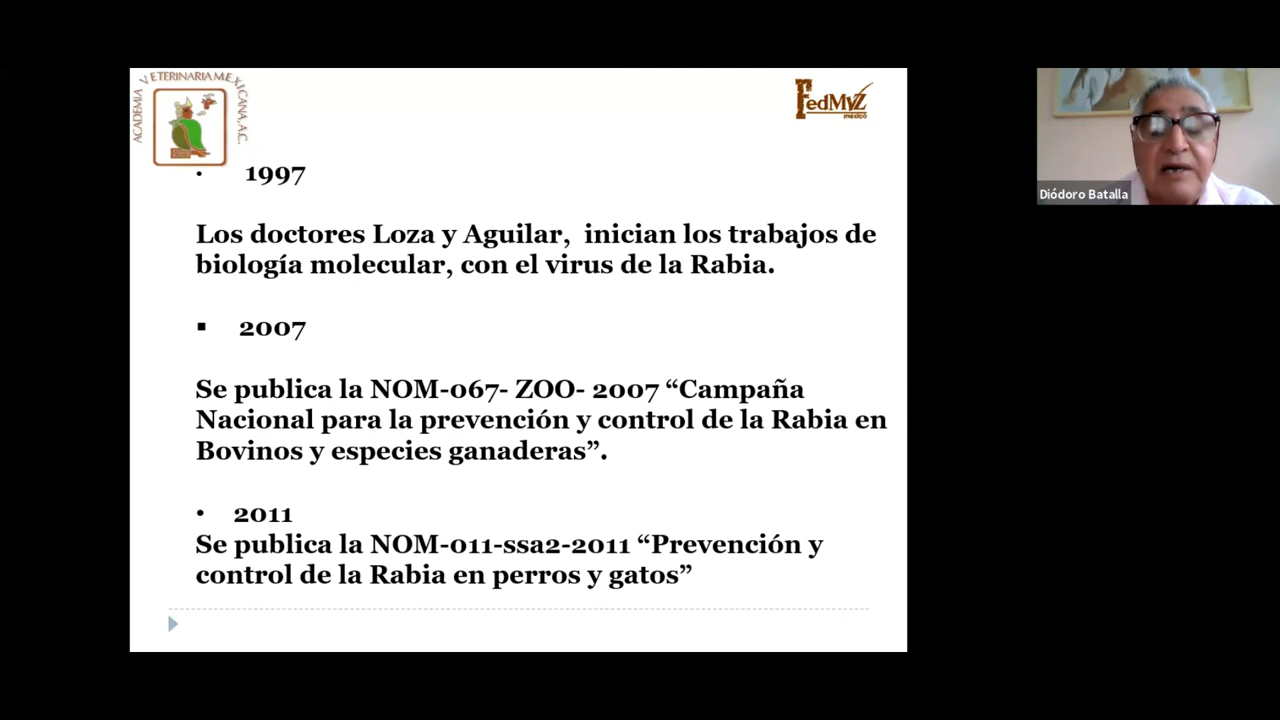 ACADEMIA VETERINARIA MEXICANA, A.C.
FedMVZ
méxico
• 1997
Los doctores Loza y Aguilar, inician los trabajos de
biología molecular, con el virus de la Rabia.
▪ 2007
Se publica la NOM-067- ZOO- 2007 “Campaña
Nacional para la prevención y control de la Rabia en
Bovinos y especies ganaderas”.
• 2011
Se publica la NOM-011-ssa2-2011 “Prevención y
control de la Rabia en perros y gatos”
Diódoro Batalla